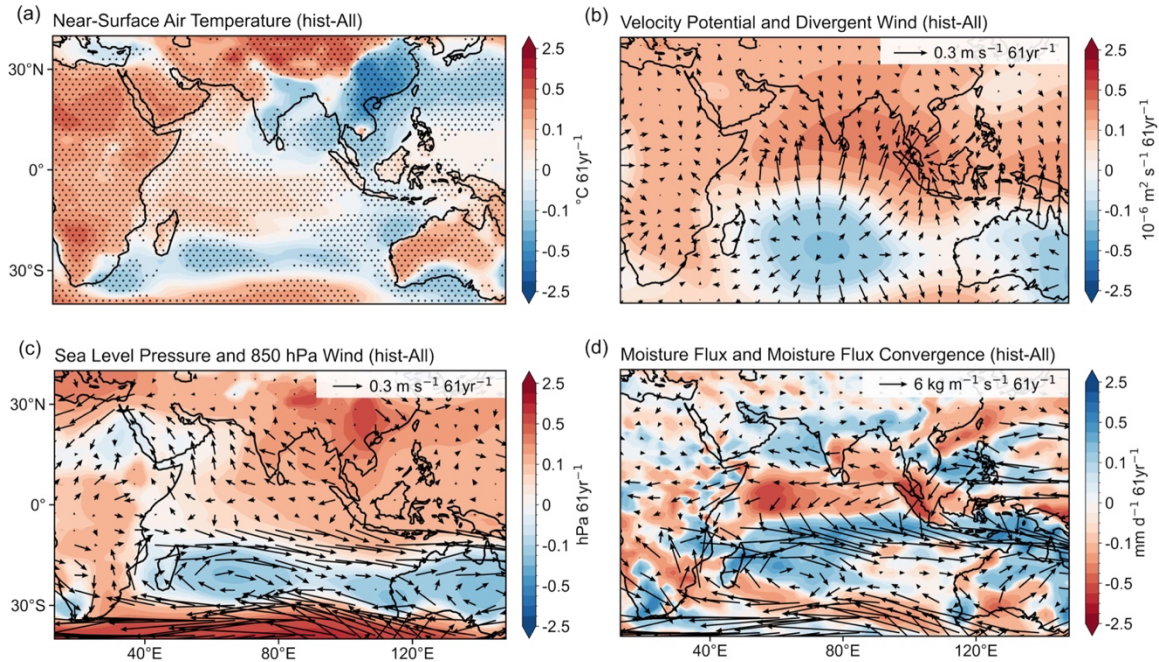 (a) Near-Surface Air Temperature (hist-All)
30°N
0°
30°S
2.5
0.5
0.1
0
-0.1
-0.5
-2.5
°C 61yr⁻¹
(b) Velocity Potential and Divergent Wind (hist-All)
0.3 m s⁻¹ 61yr⁻¹
2.5
0.5
0.1
0
-0.1
-0.5
-2.5
10⁻⁶ m² s⁻¹ 61yr⁻¹
(c) Sea Level Pressure and 850 hPa Wind (hist-All)
0.3 m s⁻¹ 61yr⁻¹
30°N
0°
30°S
40°E
80°E
120°E
2.5
0.5
0.1
0
-0.1
-0.5
-2.5
hPa 61yr⁻¹
(d) Moisture Flux and Moisture Flux Convergence (hist-All)
6 kg m⁻¹ s⁻¹ 61yr⁻¹
40°E
80°E
120°E
2.5
0.5
0.1
0
-0.1
-0.5
-2.5
mm d⁻¹ 61yr⁻¹